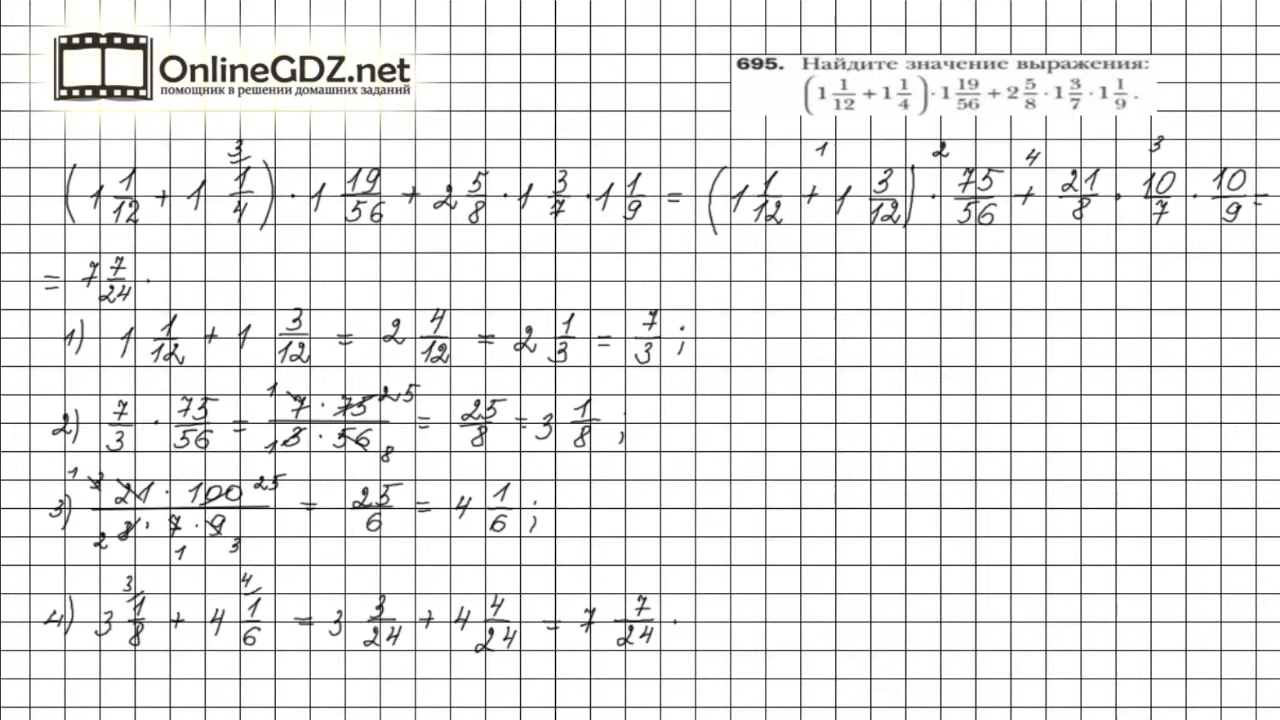 OnlineGDZ.net
помощник в решении домашних заданий
695. Найдите значение выражения:
(1 1/12 + 1 1/4) · 1 19/56 + 2 5/8 · 1 3/7 · 1 1/9 .
(1 1/12 + 1 1/4) · 1 19/56 + 2 5/8 · 1 3/7 · 1 1/9 = (1 1/12 + 1 3/12) · 75/56 + 21/8 · 10/7 · 10/9 =
= 7 7/24 .
1) 1 1/12 + 1 3/12 = 2 4/12 = 2 1/3 = 7/3 ;
2) 7/3 · 75/56 = (7 · 75)/(3 · 56) = 25/8 = 3 1/8 ;
3) (21 · 100)/(8 · 7 · 9) = 25/6 = 4 1/6 ;
4) 3 1/8 + 4 1/6 = 3 3/24 + 4 4/24 = 7 7/24 .